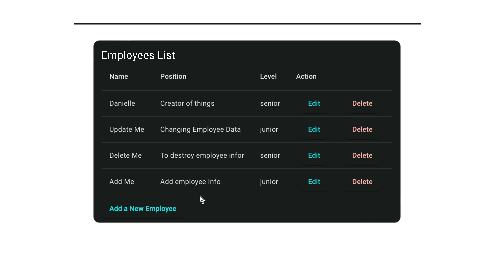 Employees List
Name Position Level Action
Danielle Creator of things senior Edit Delete
Update Me Changing Employee Data junior Edit Delete
Delete Me To destroy employee infor senior Edit Delete
Add Me Add employee info junior Edit Delete
Add a New Employee